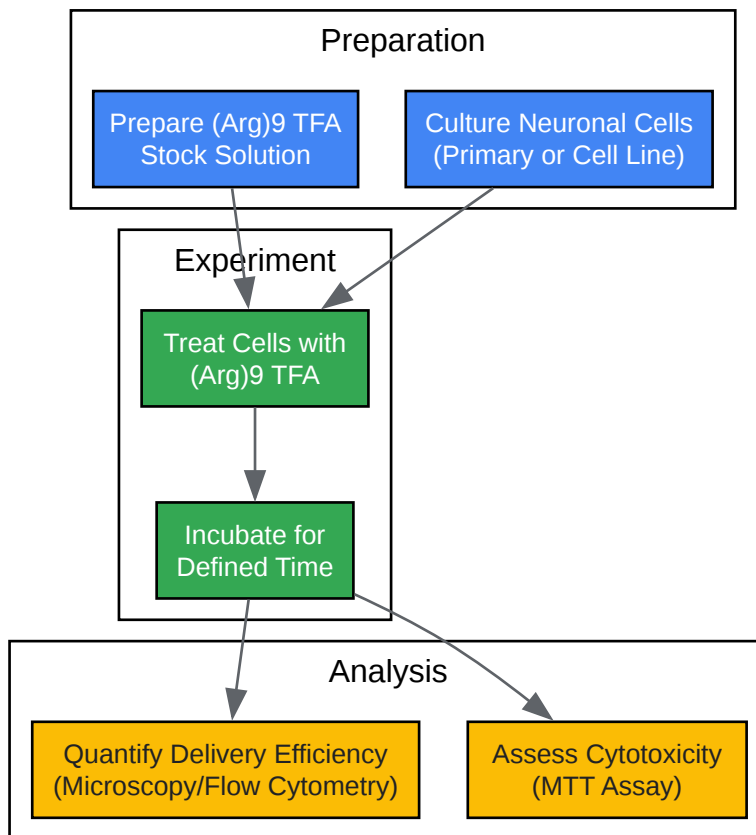 Preparation
Prepare (Arg)9 TFA
Stock Solution
Culture Neuronal Cells
(Primary or Cell Line)
Experiment
Treat Cells with
(Arg)9 TFA
Incubate for
Defined Time
Analysis
Quantify Delivery Efficiency
(Microscopy/Flow Cytometry)
Assess Cytotoxicity
(MTT Assay)